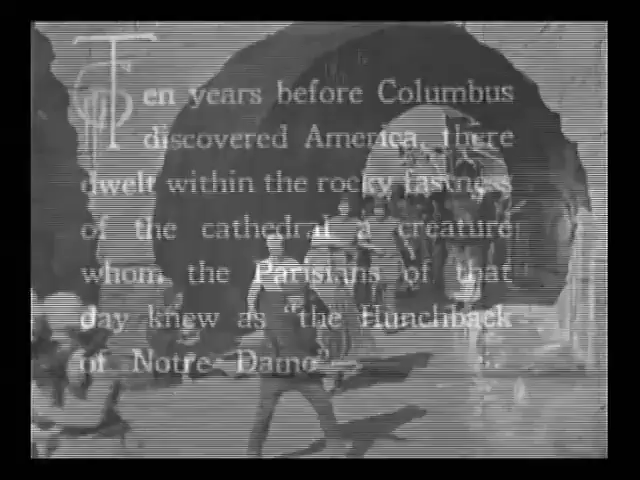 Ten years before Columbus
discovered America, there
dwelt within the rocky fastness
of the cathedral a creature
whom the Parisians of that
day knew as "the Hunchback
of Notre Dame"